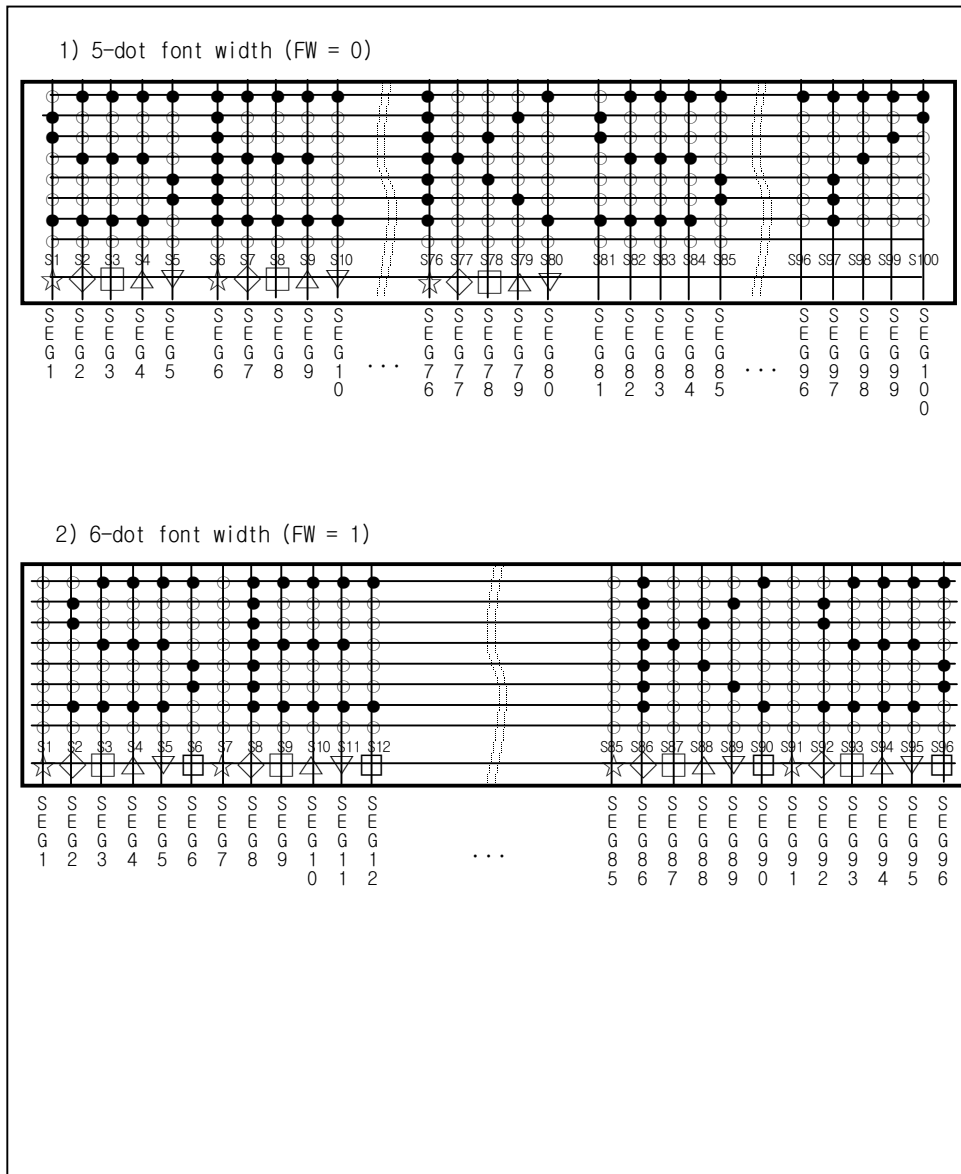 1) 5-dot font width (FW = 0)
S1 S2 S3 S4 S5 S6 S7 S8 S9 S10 S76 S77 S78 S79 S80 S81 S82 S83 S84 S85 S96 S97 S98 S99 S100
SEG1 SEG2 SEG3 SEG4 SEG5 SEG6 SEG7 SEG8 SEG9 SEG10 ... SEG76 SEG77 SEG78 SEG79 SEG80 SEG81 SEG82 SEG83 SEG84 SEG85 ... SEG96 SEG97 SEG98 SEG99 SEG100
2) 6-dot font width (FW = 1)
S1 S2 S3 S4 S5 S6 S7 S8 S9 S10 S11 S12 S85 S86 S87 S88 S89 S90 S91 S92 S93 S94 S95 S96
SEG1 SEG2 SEG3 SEG4 SEG5 SEG6 SEG7 SEG8 SEG9 SEG10 SEG11 SEG12 ... SEG85 SEG86 SEG87 SEG88 SEG89 SEG90 SEG91 SEG92 SEG93 SEG94 SEG95 SEG96